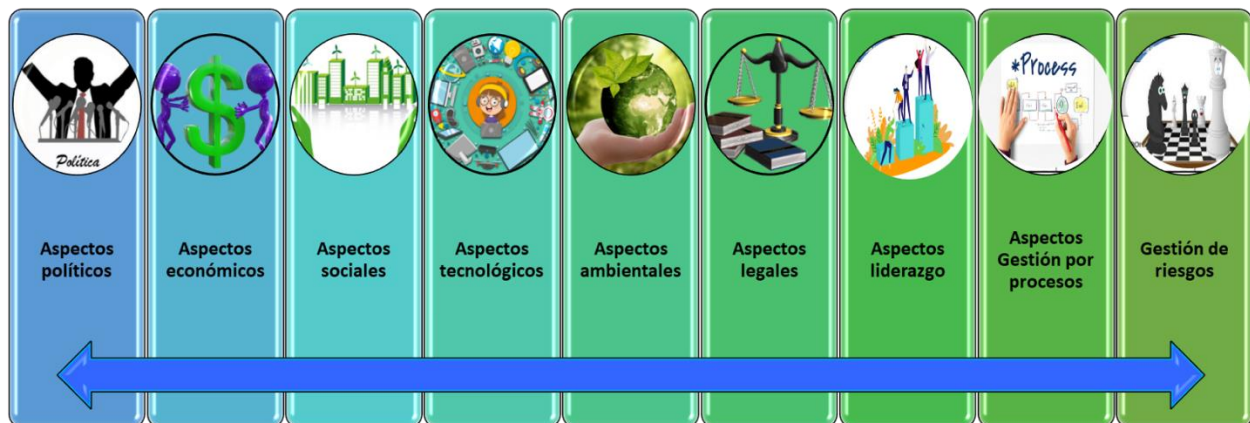 Política
*Process
Aspectos
políticos
Aspectos
económicos
Aspectos
sociales
Aspectos
tecnológicos
Aspectos
ambientales
Aspectos
legales
Aspectos
liderazgo
Aspectos
Gestión por
procesos
Gestión de
riesgos